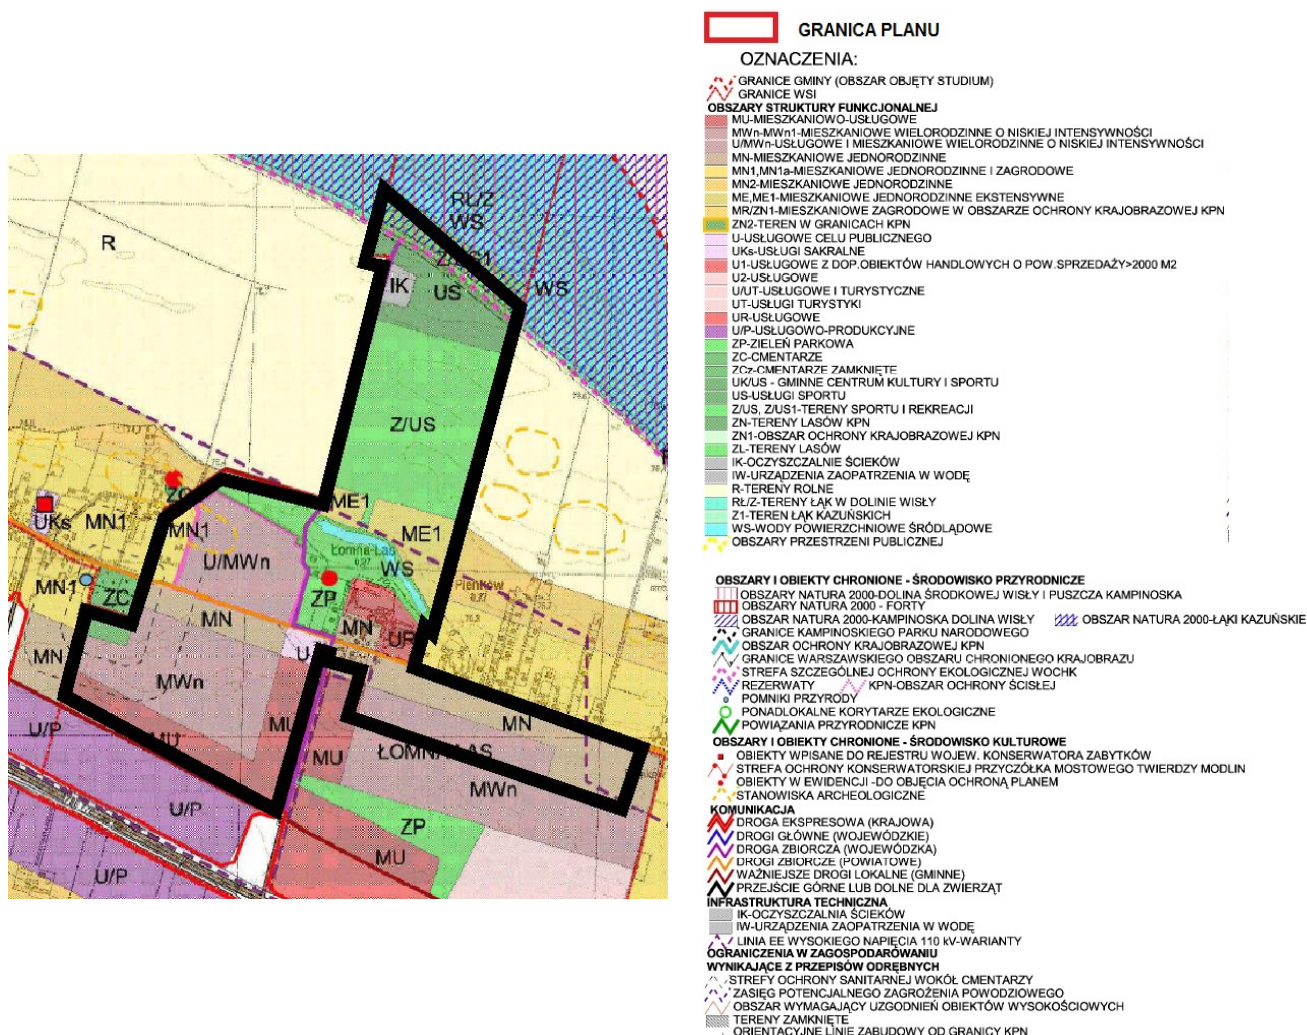 RŁ/Z
WS
R
WS
IK
US
Z/US
ZC
ME1
ME1
UKs
MN1
MN1
U/MWn
Łomna-Las
0,27
WS
Pieńków
0,27
MN1
ZC
ZP
MN
MN
UR
U
MN
MWn
MU
MN
U/P
MU
MU
ŁOMNA LAS
MWn
U/P
ZP
MU
U/P
GRANICA PLANU
OZNACZENIA:
GRANICE GMINY (OBSZAR OBJĘTY STUDIUM)
GRANICE WSI
OBSZARY STRUKTURY FUNKCJONALNEJ
MU-MIESZKANIOWO-USŁUGOWE
MWn-MWn1-MIESZKANIOWE WIELORODZINNE O NISKIEJ INTENSYWNOŚCI
U/MWn-USŁUGOWE I MIESZKANIOWE WIELORODZINNE O NISKIEJ INTENSYWNOŚCI
MN-MIESZKANIOWE JEDNORODZINNE
MN1,MN1a-MIESZKANIOWE JEDNORODZINNE I ZAGRODOWE
MN2-MIESZKANIOWE JEDNORODZINNE
ME,ME1-MIESZKANIOWE JEDNORODZINNE EKSTENSYWNE
MR/ZN1-MIESZKANIOWE ZAGRODOWE W OBSZARZE OCHRONY KRAJOBRAZOWEJ KPN
ZN2-TEREN W GRANICACH KPN
U-USŁUGOWE CELU PUBLICZNEGO
UKs-USŁUGI SAKRALNE
U1-USŁUGOWE Z DOP.OBIEKTÓW HANDLOWYCH O POW.SPRZEDAŻY>2000 M2
U2-USŁUGOWE
U/UT-USŁUGOWE I TURYSTYCZNE
UT-USŁUGI TURYSTYKI
UR-USŁUGOWE
U/P-USŁUGOWO-PRODUKCYJNE
ZP-ZIELEŃ PARKOWA
ZC-CMENTARZE
ZCz-CMENTARZE ZAMKNIĘTE
UK/US - GMINNE CENTRUM KULTURY I SPORTU
US-USŁUGI SPORTU
Z/US, Z/US1-TERENY SPORTU I REKREACJI
ZN-TERENY LASÓW KPN
ZN1-OBSZAR OCHRONY KRAJOBRAZOWEJ KPN
ZL-TERENY LASÓW
IK-OCZYSZCZALNIE ŚCIEKÓW
IW-URZĄDZENIA ZAOPATRZENIA W WODĘ
R-TERENY ROLNE
RŁ/Z-TERENY ŁĄK W DOLINIE WISŁY
Z1-TEREN ŁĄK KAZUŃSKICH
WS-WODY POWIERZCHNIOWE ŚRÓDLĄDOWE
OBSZARY PRZESTRZENI PUBLICZNEJ
OBSZARY I OBIEKTY CHRONIONE - ŚRODOWISKO PRZYRODNICZE
OBSZARY NATURA 2000-DOLINA ŚRODKOWEJ WISŁY I PUSZCZA KAMPINOSKA
OBSZARY NATURA 2000 - FORTY
OBSZAR NATURA 2000-KAMPINOSKA DOLINA WISŁY OBSZAR NATURA 2000-ŁĄKI KAZUŃSKIE
GRANICE KAMPINOSKIEGO PARKU NARODOWEGO
OBSZAR OCHRONY KRAJOBRAZOWEJ KPN
GRANICE WARSZAWSKIEGO OBSZARU CHRONIONEGO KRAJOBRAZU
STREFA SZCZEGÓLNEJ OCHRONY EKOLOGICZNEJ WOCHK
REZERWATY KPN-OBSZAR OCHRONY ŚCISŁEJ
POMNIKI PRZYRODY
PONADLOKALNE KORYTARZE EKOLOGICZNE
POWIĄZANIA PRZYRODNICZE KPN
OBSZARY I OBIEKTY CHRONIONE - ŚRODOWISKO KULTUROWE
OBIEKTY WPISANE DO REJESTRU WOJEW. KONSERWATORA ZABYTKÓW
STREFA OCHRONY KONSERWATORSKIEJ PRZYCZÓŁKA MOSTOWEGO TWIERDZY MODLIN
OBIEKTY W EWIDENCJI -DO OBJĘCIA OCHRONĄ PLANEM
STANOWISKA ARCHEOLOGICZNE
KOMUNIKACJA
DROGA EKSPRESOWA (KRAJOWA)
DROGI GŁÓWNE (WOJEWÓDZKIE)
DROGA ZBIORCZA (WOJEWÓDZKA)
DROGI ZBIORCZE (POWIATOWE)
WAŻNIEJSZE DROGI LOKALNE (GMINNE)
PRZEJŚCIE GÓRNE LUB DOLNE DLA ZWIERZĄT
INFRASTRUKTURA TECHNICZNA
IK-OCZYSZCZALNIA ŚCIEKÓW
IW-URZĄDZENIA ZAOPATRZENIA W WODĘ
LINIA EE WYSOKIEGO NAPIĘCIA 110 kV-WARIANTY
OGRANICZENIA W ZAGOSPODAROWANIU
WYNIKAJĄCE Z PRZEPISÓW ODRĘBNYCH
STREFY OCHRONY SANITARNEJ WOKÓŁ CMENTARZY
ZASIĘG POTENCJALNEGO ZAGROŻENIA POWODZIOWEGO
OBSZAR WYMAGAJĄCY UZGODNIEŃ OBIEKTÓW WYSOKOŚCIOWYCH
TERENY ZAMKNIĘTE
ORIENTACYJNE LINIE ZABUDOWY OD GRANICY KPN